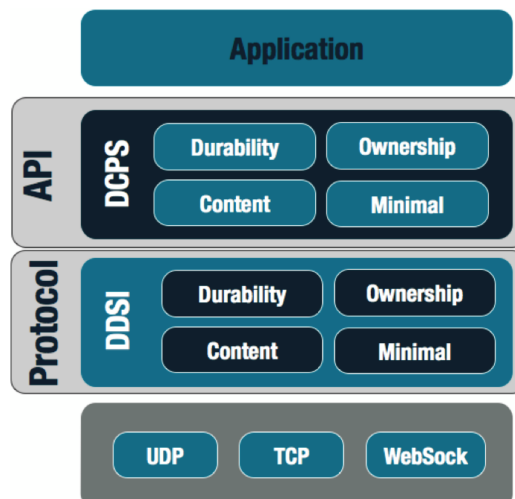 Application
API
DCPS
Durability
Ownership
Content
Minimal
Protocol
DDSI
Durability
Ownership
Content
Minimal
UDP
TCP
WebSock